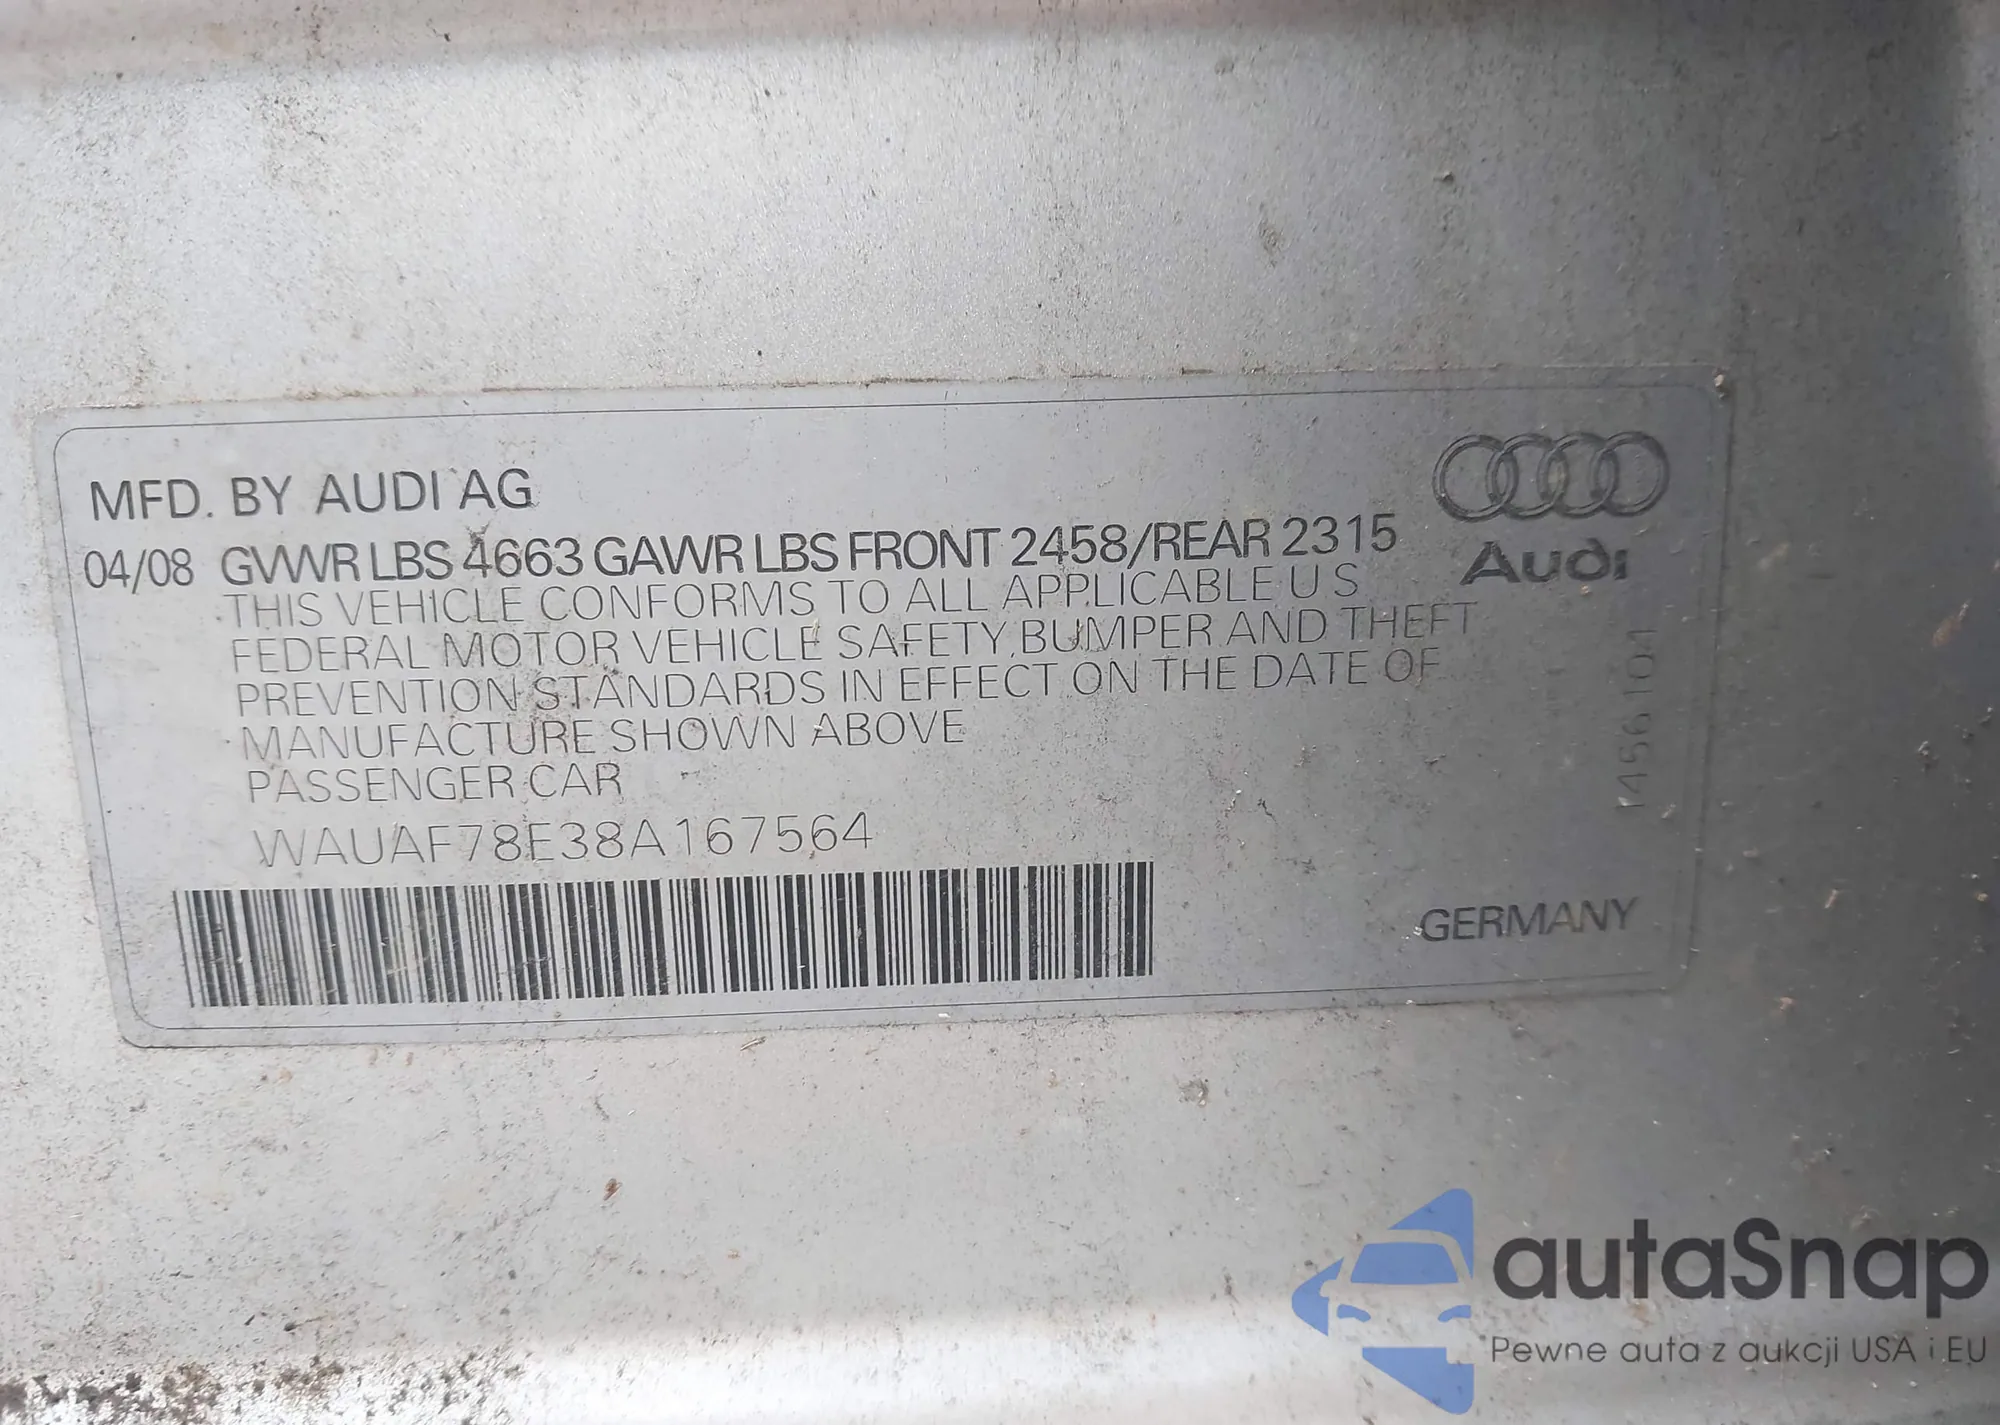 MFD. BY AUDI AG
04/08 GVWR LBS 4663 GAWR LBS FRONT 2458/REAR 2315
THIS VEHICLE CONFORMS TO ALL APPLICABLE U S
FEDERAL MOTOR VEHICLE SAFETY, BUMPER AND THEFT
PREVENTION STANDARDS IN EFFECT ON THE DATE OF
MANUFACTURE SHOWN ABOVE
PASSENGER CAR
WAUAF78E38A167564
Audi
1456101
GERMANY
autaSnap
Pewne auta z aukcji USA i EU